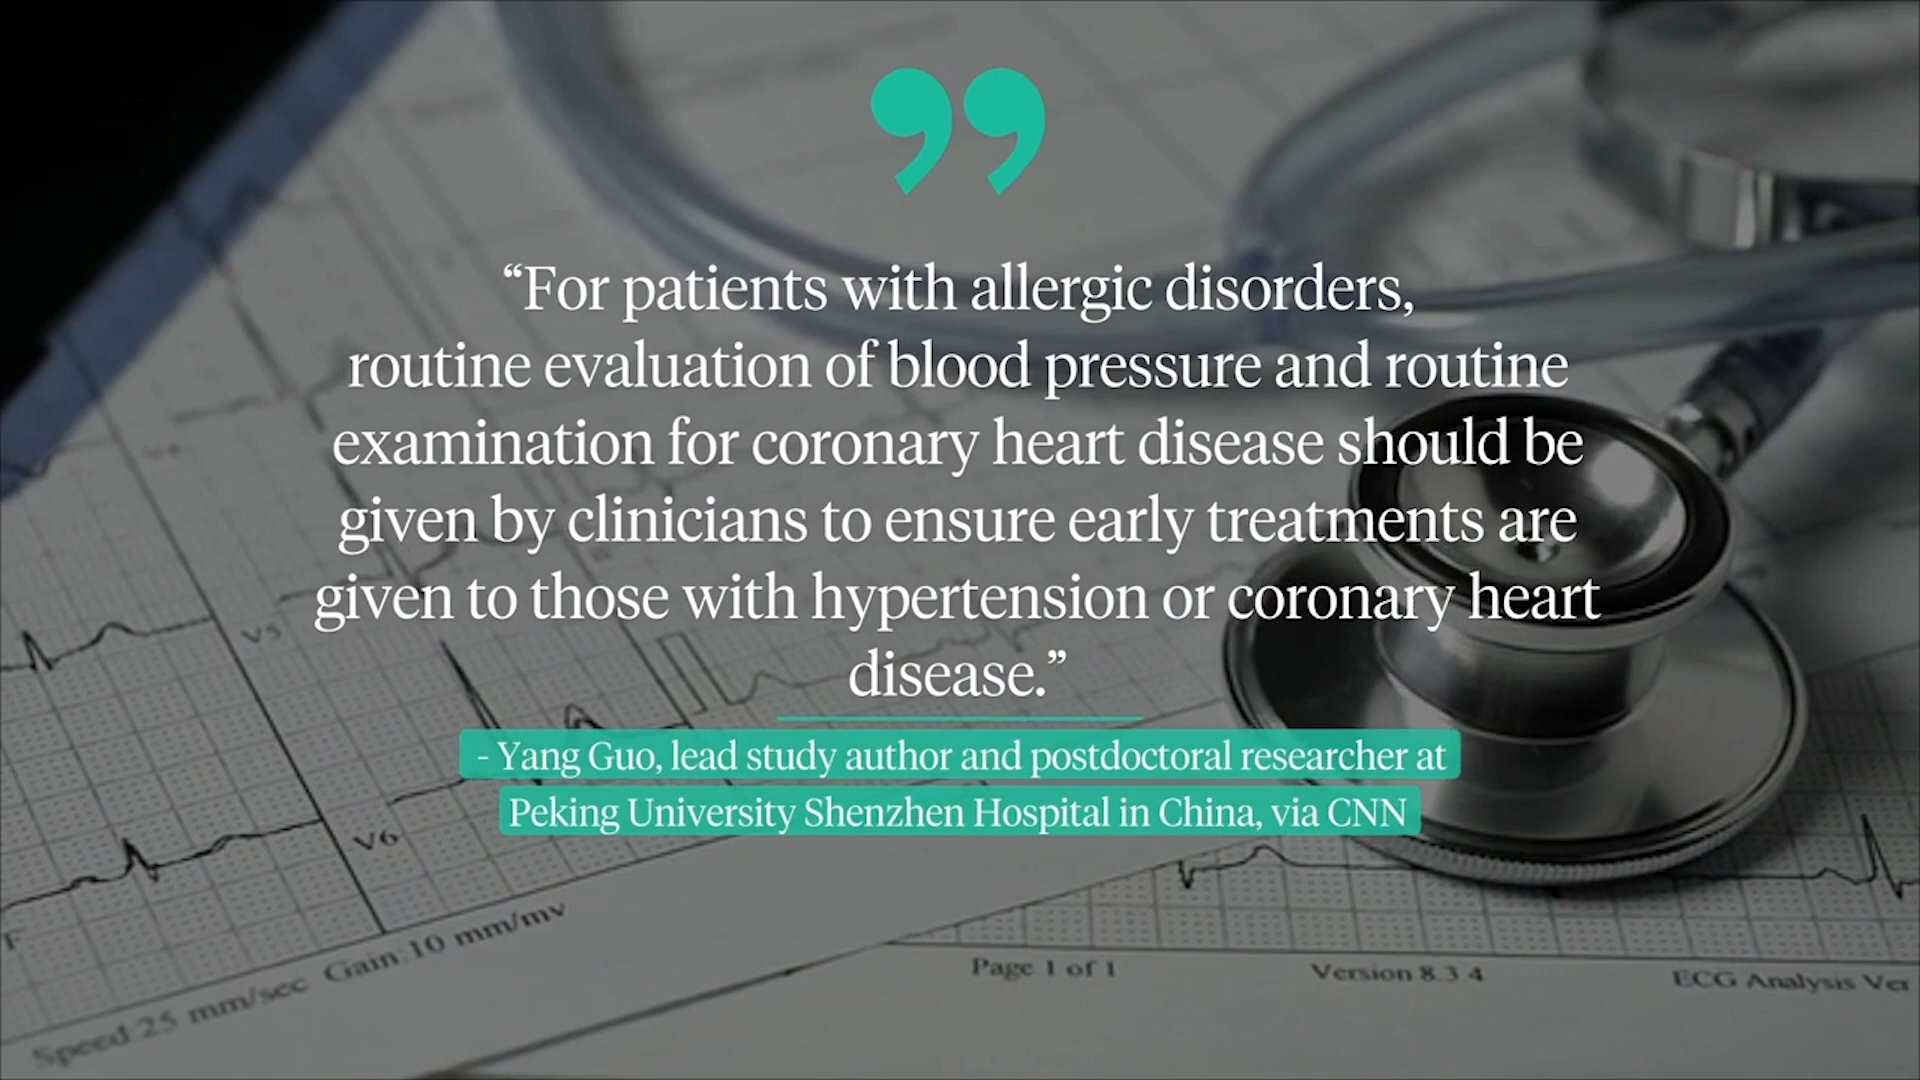 “For patients with allergic disorders,
routine evaluation of blood pressure and routine
examination for coronary heart disease should be
given by clinicians to ensure early treatments are
given to those with hypertension or coronary heart
disease.”
- Yang Guo, lead study author and postdoctoral researcher at
Peking University Shenzhen Hospital in China, via CNN
V5
V6
F
Speed:25 mm/sec Gain:10 mm/mv
Page 1 of 1
Version 8.3.4
ECG Analysis Ver